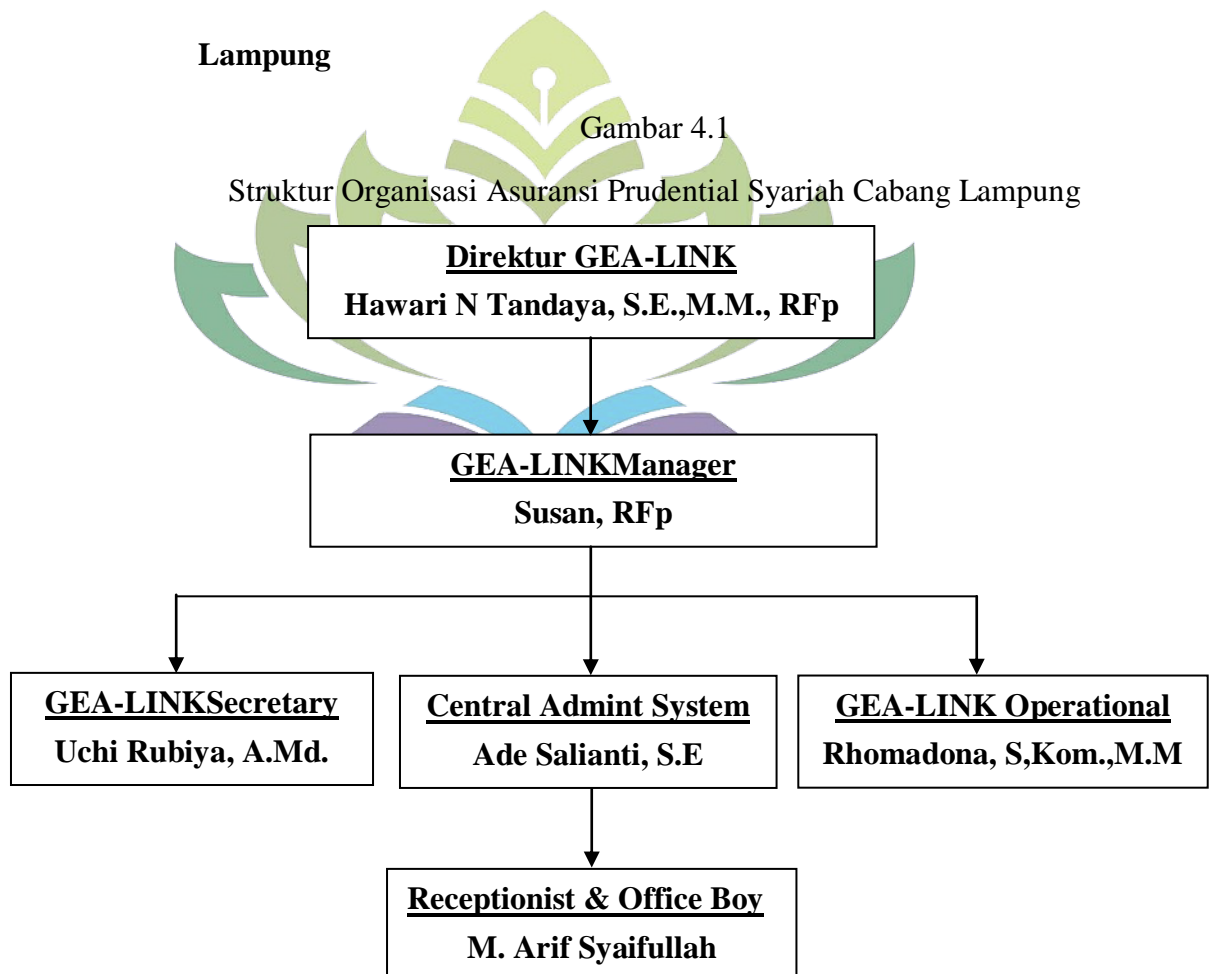 Lampung
Gambar 4.1
Struktur Organisasi Asuransi Prudential Syariah Cabang Lampung
Direktur GEA-LINK
Hawari N Tandaya, S.E.,M.M., RFp
GEA-LINKManager
Susan, RFp
GEA-LINKSecretary
Uchi Rubiya, A.Md.
Central Admint System
Ade Salianti, S.E
GEA-LINK Operational
Rhomadona, S,Kom.,M.M
Receptionist & Office Boy
M. Arif Syaifullah